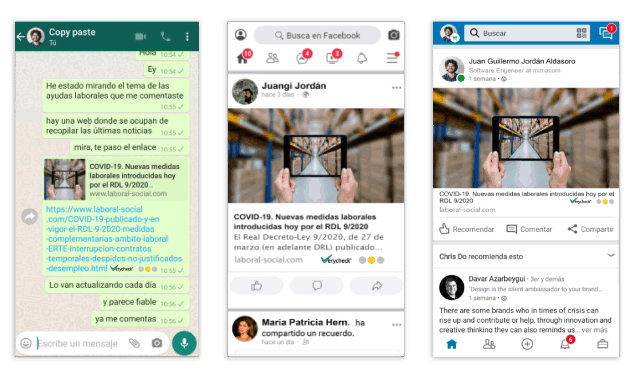 Copy paste
Tú
Hola 10:54
Ey 10:54
He estado mirando el tema de las
ayudas laborales que me comentaste
10:55
hay una web donde se ocupan de
recopilar las últimas noticias 10:55
mira, te paso el enlace 10:55
COVID-19. Nuevas medidas
laborales introducidas hoy
por el RDL 9/2020..
www.laboral-social.com
https://www.laboral-social
.com/COVID-19-publicado-y-en
-vigor-el-RDL-9-2020-medidas
-complementarias-ambito-laboral
-ERTE-interrupcion-contratos
-temporales-despidos-no-justificados
-desempleo.html Verycheck 10:56
Lo van actualizando cada día 10:56
y parece fiable 10:56
ya me comentas 10:56
Escribe un mensaje
Busca en Facebook
10
4
3
Juangi Jordán
hace 3 días
COVID-19. Nuevas medidas laborales
introducidas hoy por el RDL 9/2020
El Real Decreto-Ley 9/2020, de 27 de
marzo (en adelante DRL) publicado...
laboral-social.com Verycheck
Maria Patricia Hern. ha
compartido un recuerdo.
hace un día
Buscar
1
Juan Guillermo Jordán Aldasoro
Software Engeneer at mimacom
1 semana
COVID-19. Nuevas medidas laborales introducidas hoy por el
RDL 9/2020 Verycheck
laboral-social.com
Recomendar
Comentar
Compartir
Chris Do recomienda esto
Davar Azarbeygui • 3er y demás
"Design is the silent ambassador to your brand...
1 semana
There are some brands who in times of crisis can
rise up and contribute or help, through innovation and
creative thinking they can also reminds us.. ver más
6